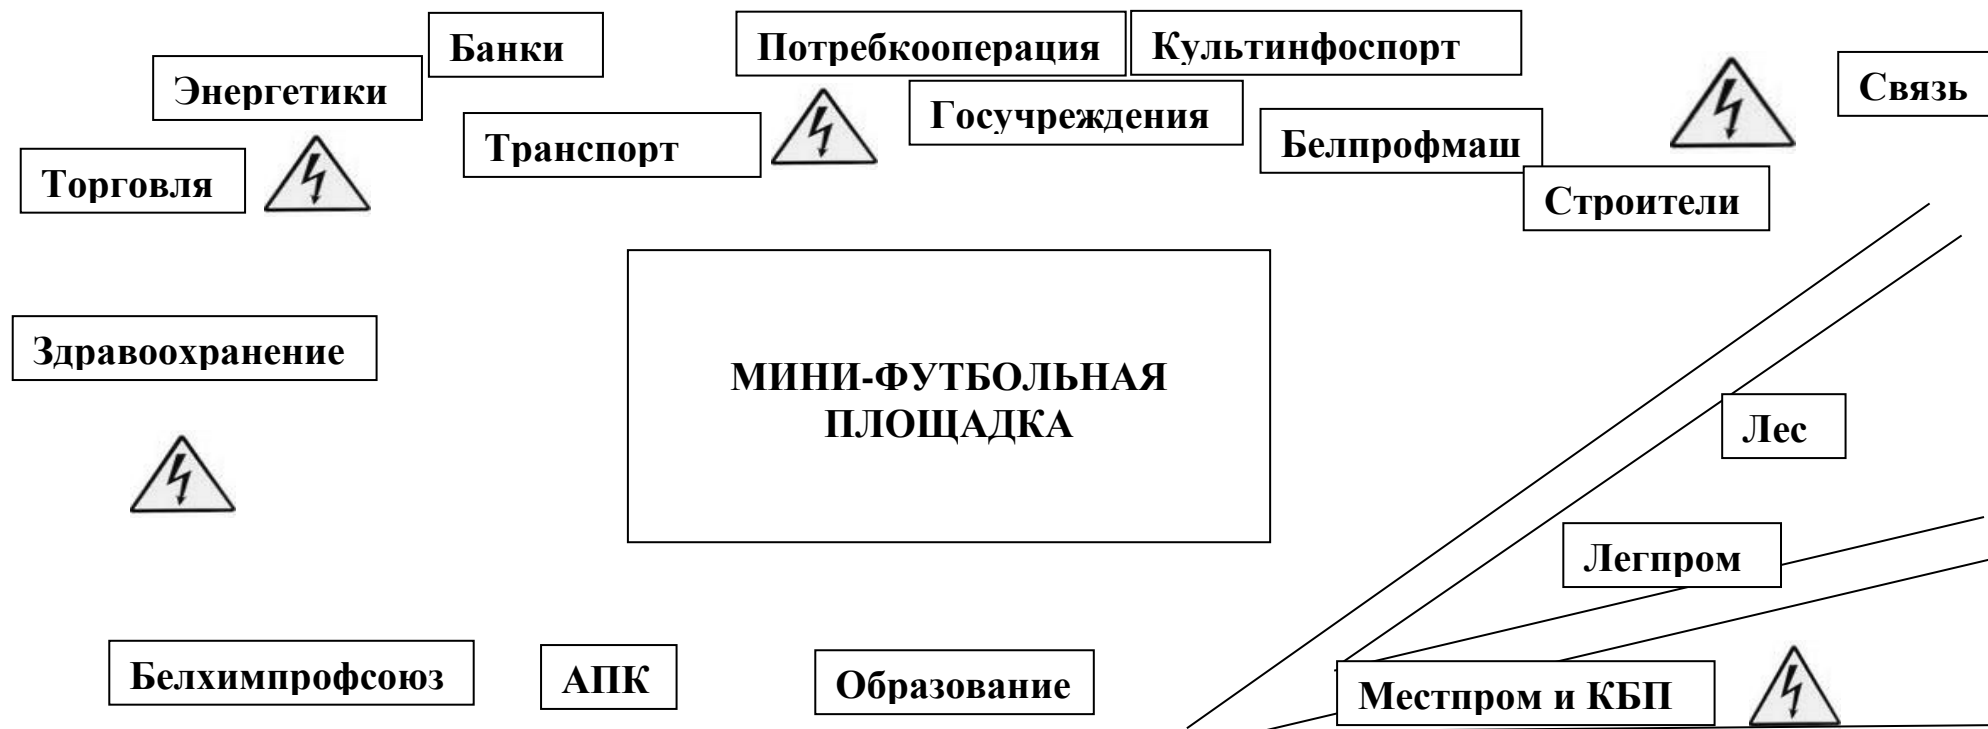 Банки
Потребкооперация
Культинфоспорт
Энергетики
Связь
Госучреждения
Транспорт
Белпрофмаш
Торговля
Строители
Здравоохранение
МИНИ-ФУТБОЛЬНАЯ
ПЛОЩАДКА
Лес
Легпром
Белхимпрофсоюз
АПК
Образование
Местпром и КБП